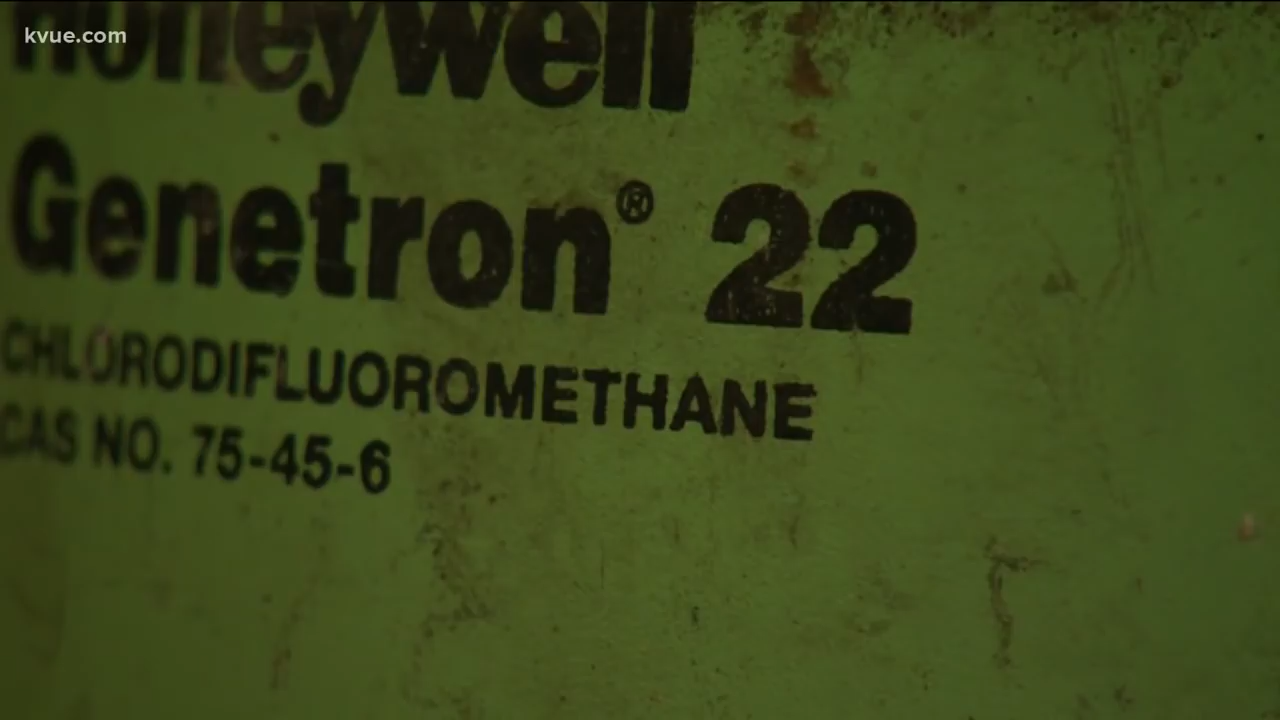 kvue.com
honeywell
Genetron® 22
CHLORODIFLUOROMETHANE
CAS NO. 75-45-6